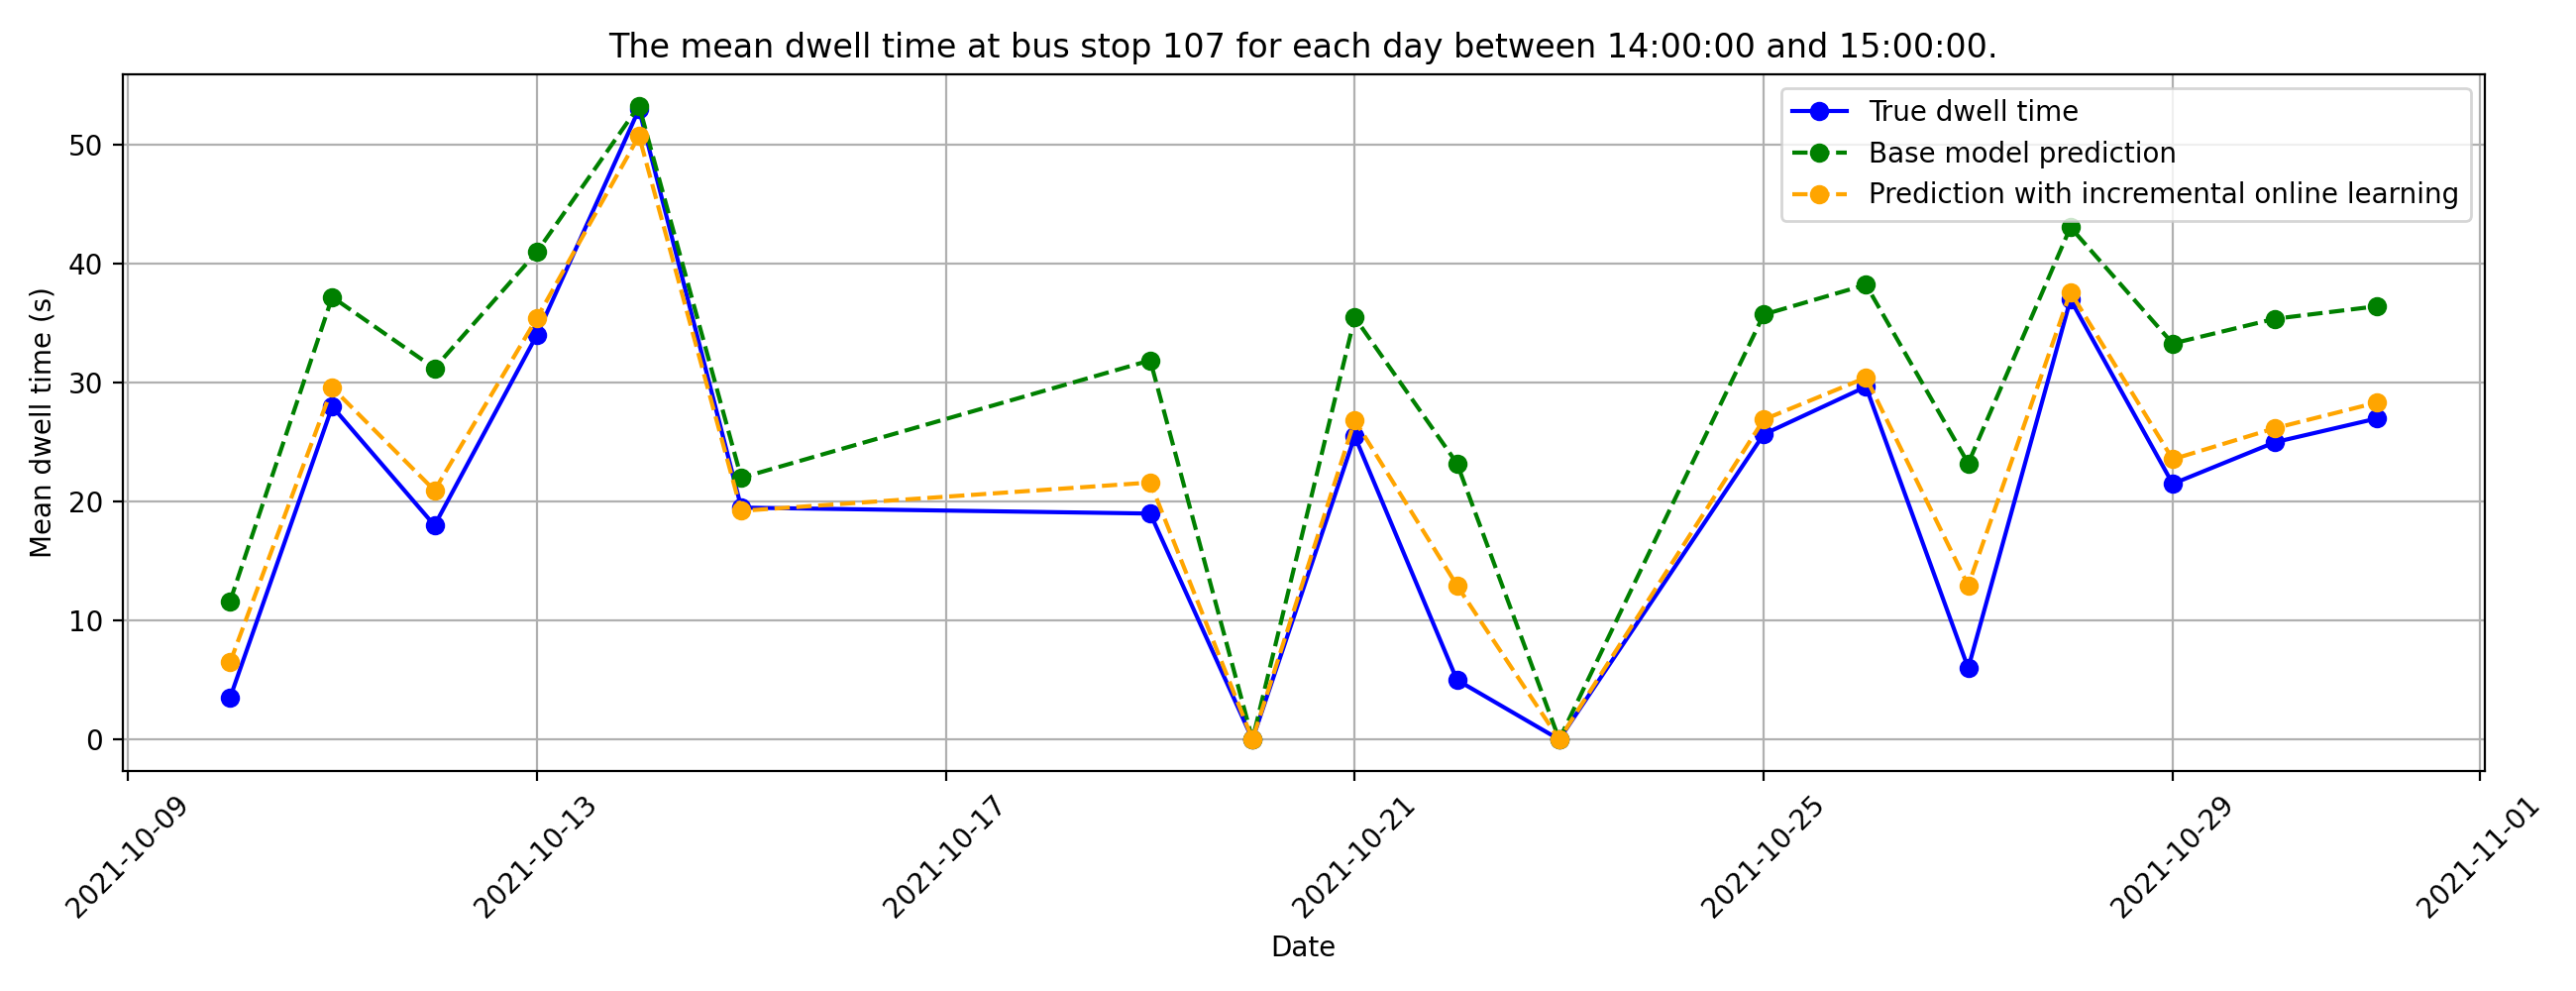 The mean dwell time at bus stop 107 for each day between 14:00:00 and 15:00:00.
True dwell time
Base model prediction
Prediction with incremental online learning
Mean dwell time (s)
50
40
30
20
10
0
2021-10-09
2021-10-13
2021-10-17
2021-10-21
2021-10-25
2021-10-29
2021-11-01
Date